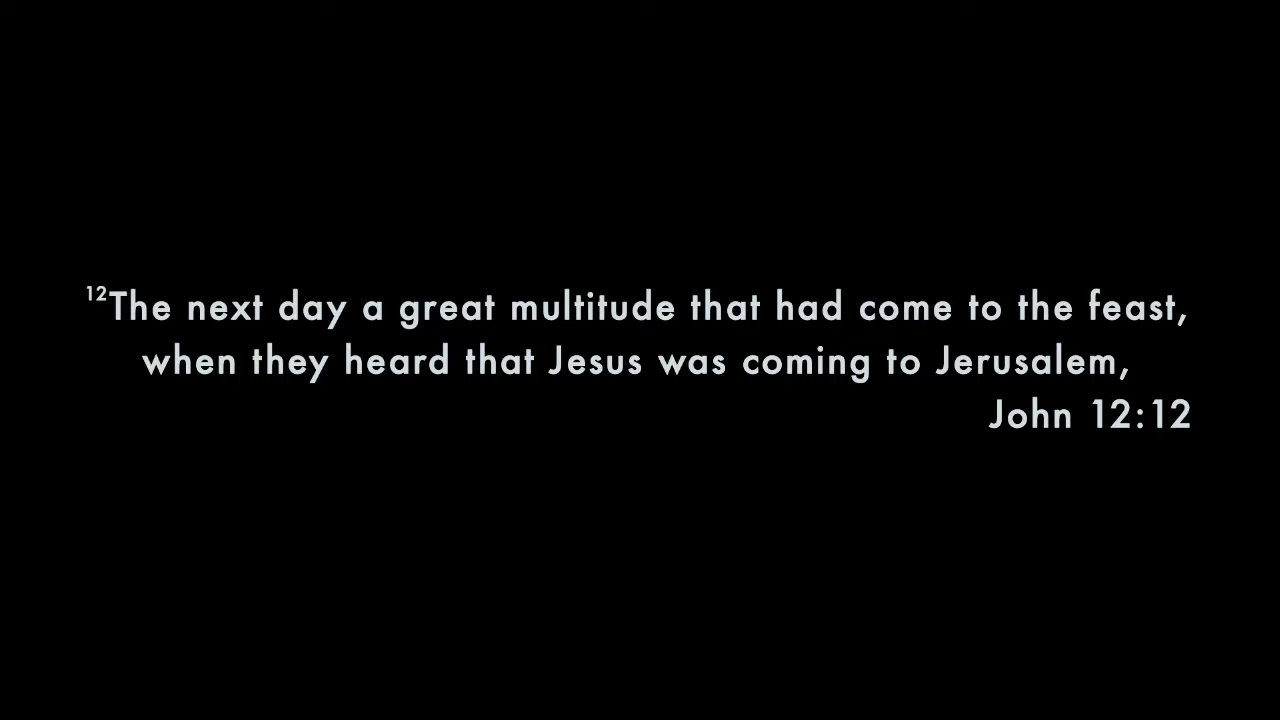 12The next day a great multitude that had come to the feast,
when they heard that Jesus was coming to Jerusalem,
John 12:12